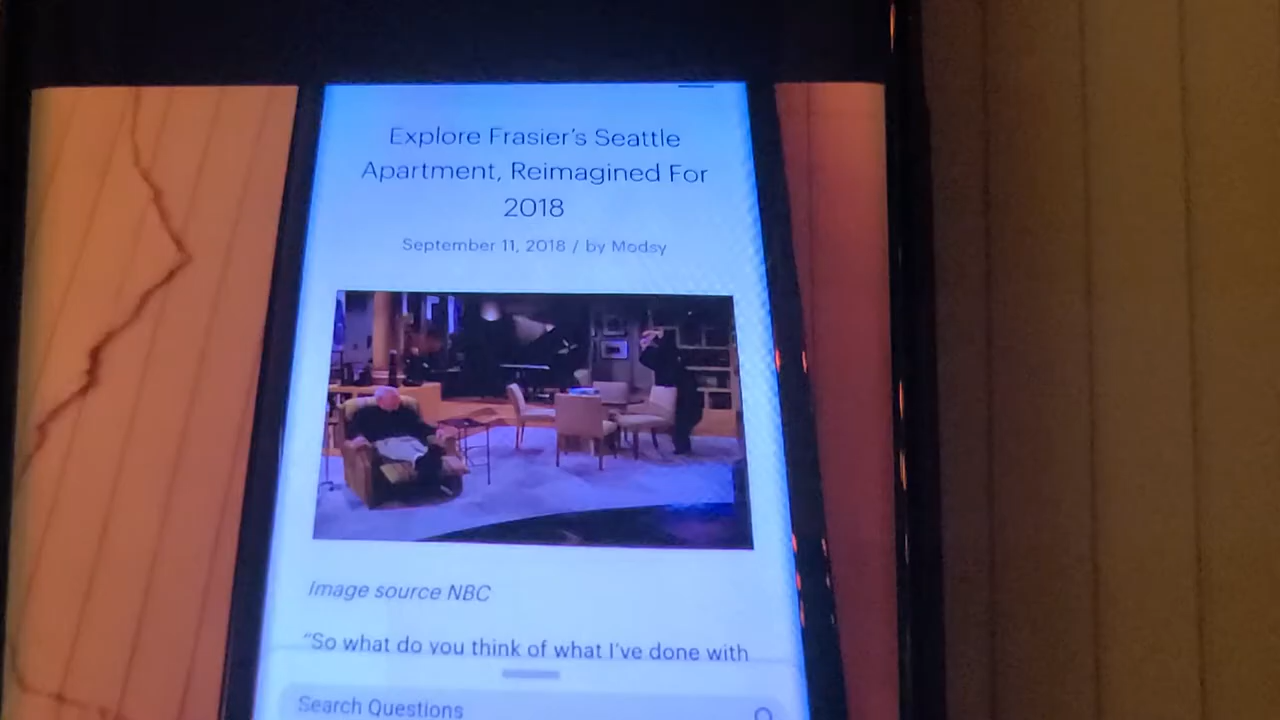 Explore Frasier's Seattle
Apartment, Reimagined For
2018
September 11, 2018 / by Modsy
Image source NBC
"So what do you think of what I've done with
Search Questions